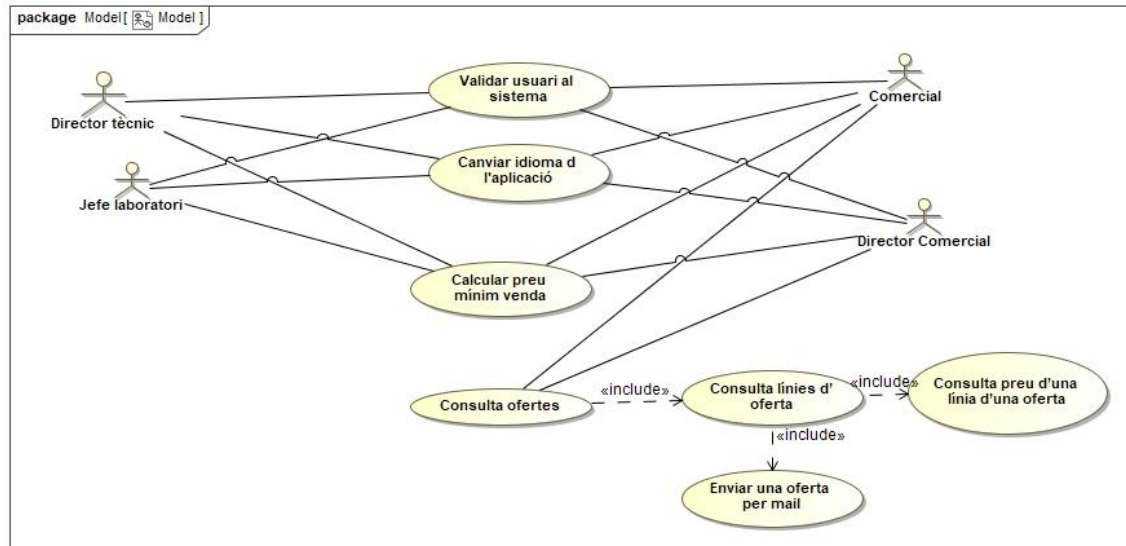 package Model [ Model ]
Validar usuari al
sistema
Director tècnic
Comercial
Canviar idioma d
l'aplicació
Jefe laboratori
Director Comercial
Calcular preu
mínim venda
Consulta ofertes
«include»
Consulta línies d'
oferta
«include»
Consulta preu d'una
línia d'una oferta
«include»
Enviar una oferta
per mail